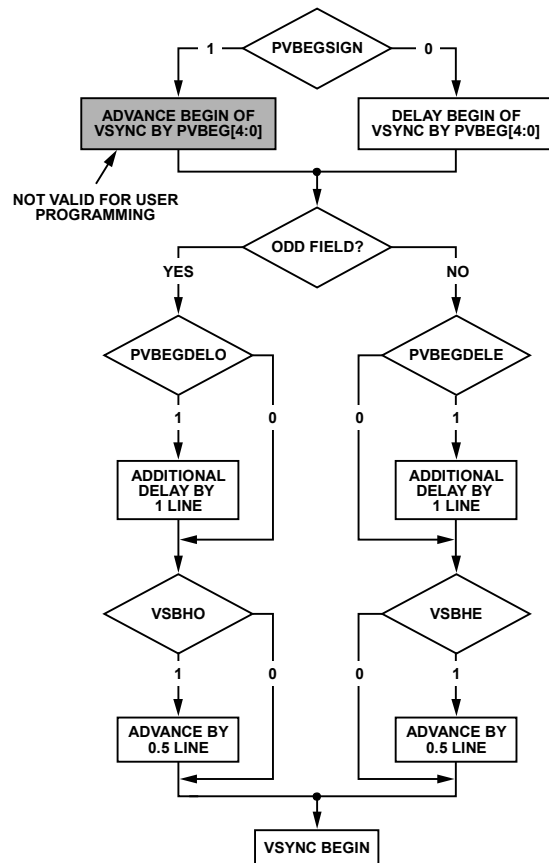 PVBEGSIGN
1
0
ADVANCE BEGIN OF
VSYNC BY PVBEG[4:0]
DELAY BEGIN OF
VSYNC BY PVBEG[4:0]
NOT VALID FOR USER
PROGRAMMING
ODD FIELD?
YES
NO
PVBEGDELO
PVBEGDELE
1
0
0
1
ADDITIONAL
DELAY BY
1 LINE
ADDITIONAL
DELAY BY
1 LINE
VSBHO
VSBHE
1
0
0
1
ADVANCE BY
0.5 LINE
ADVANCE BY
0.5 LINE
VSYNC BEGIN